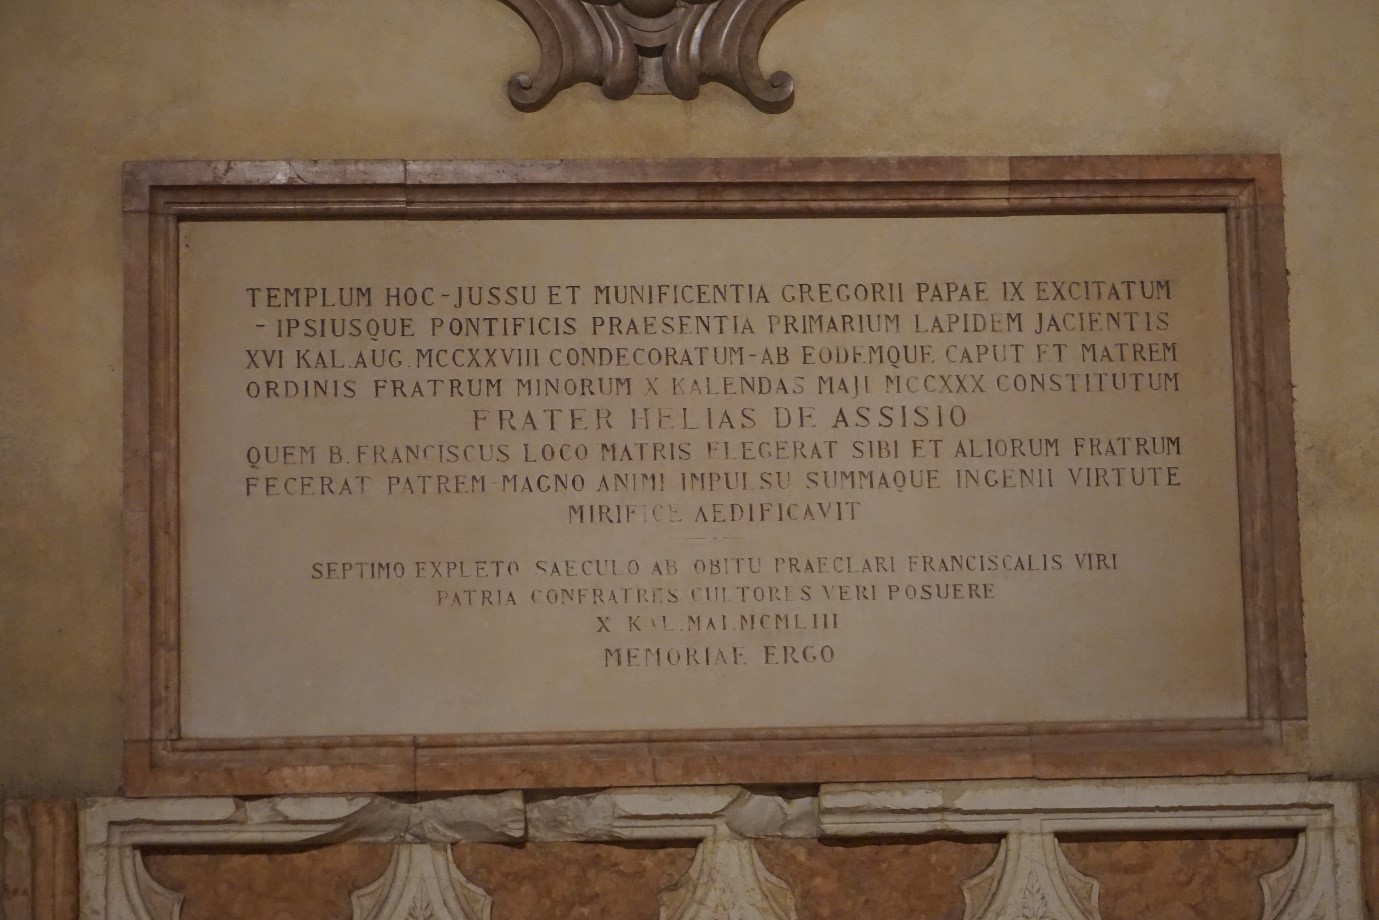 TEMPLUM HOC-JUSSU ET MUNIFICENTIA GREGORII PAPAE IX EXCITATUM
-IPSIUSQUE PONTIFICIS PRAESENTIA PRIMARIUM LAPIDEM JACIENTIS
XVI KAL.AUG.MCCXXVIII CONDECORATUM-AB EODEMQUE CAPUT ET MATREM
ORDINIS FRATRUM MINORUM X KALENDAS MAJI MCCXXX CONSTITUTUM
FRATER HELIAS DE ASSISIO
QUEM B.FRANCISCUS LOCO MATRIS ELEGERAT SIBI ET ALIORUM FRATRUM
FECERAT PATREM-MAGNO ANIMI IMPULSU SUMMAQUE INGENII VIRTUTE
MIRIFICE AEDIFICAVIT
SEPTIMO EXPLETO SAECULO AB OBITU PRAECLARI FRANCISCALIS VIRI
PATRIA CONFRATRES CULTORES VERI POSUERE
X KAL.MAI.MCMLIII
MEMORIAE ERGO